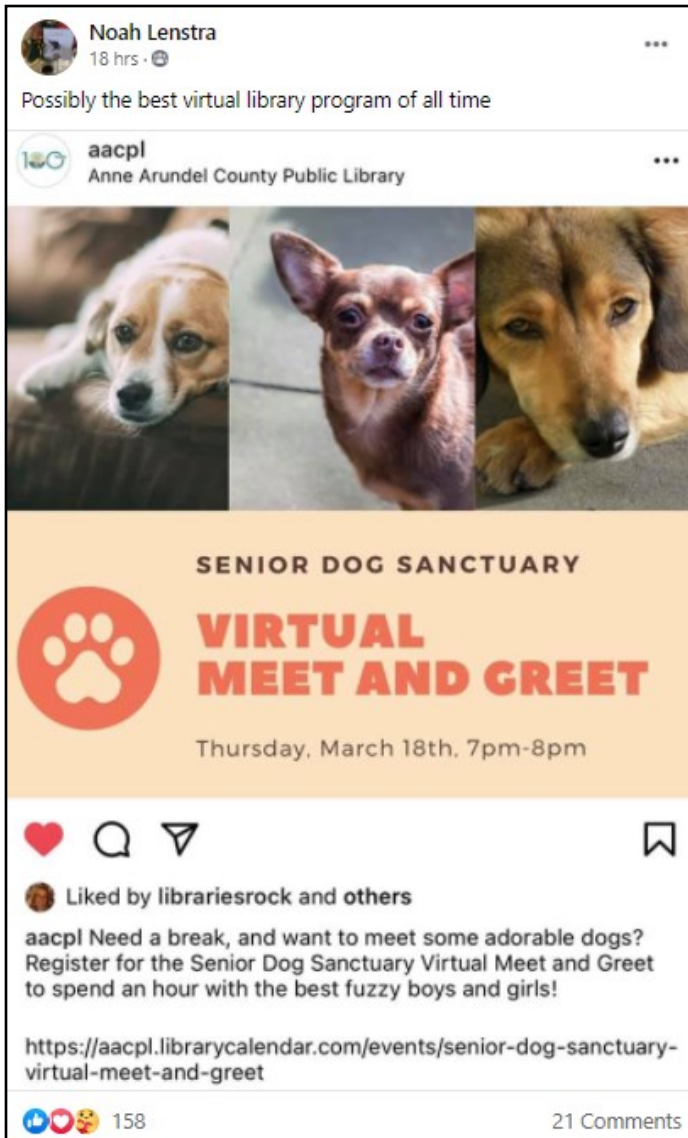 Noah Lenstra
18 hrs ·
Possibly the best virtual library program of all time
100
aacpl
Anne Arundel County Public Library
SENIOR DOG SANCTUARY
VIRTUAL
MEET AND GREET
Thursday, March 18th, 7pm-8pm
Liked by librariesrock and others
aacpl Need a break, and want to meet some adorable dogs?
Register for the Senior Dog Sanctuary Virtual Meet and Greet
to spend an hour with the best fuzzy boys and girls!
https://aacpl.librarycalendar.com/events/senior-dog-sanctuary-
virtual-meet-and-greet
158
21 Comments